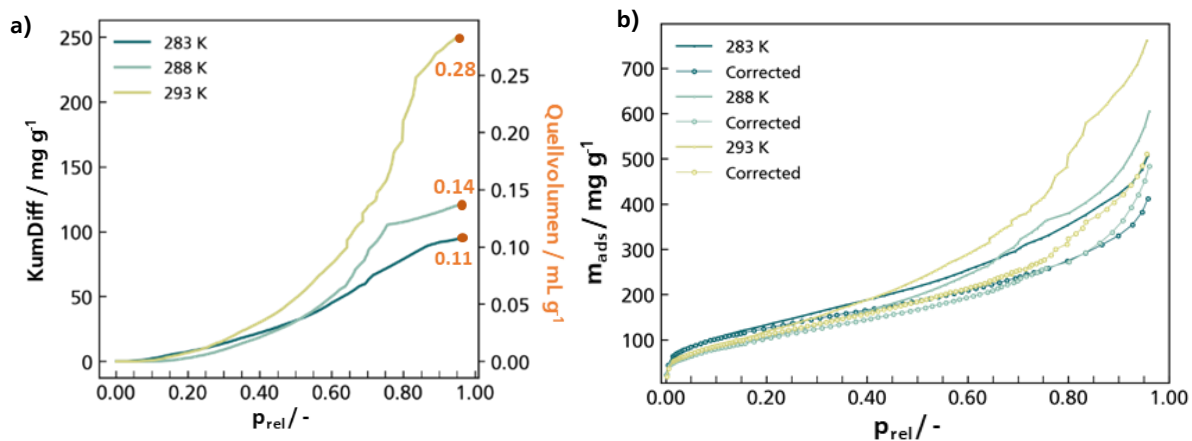 a)
KumDiff / mg g-1
250
200
150
100
50
0
283 K
288 K
293 K
0.28
0.14
0.11
0.25
0.20
0.15
0.10
0.05
0.00
Quellvolumen / mL g-1
0.00 0.20 0.40 0.60 0.80 1.00
prel / -
b)
mads / mg g-1
700
600
500
400
300
200
100
283 K
Corrected
288 K
Corrected
293 K
Corrected
0.00 0.20 0.40 0.60 0.80 1.00
prel / -